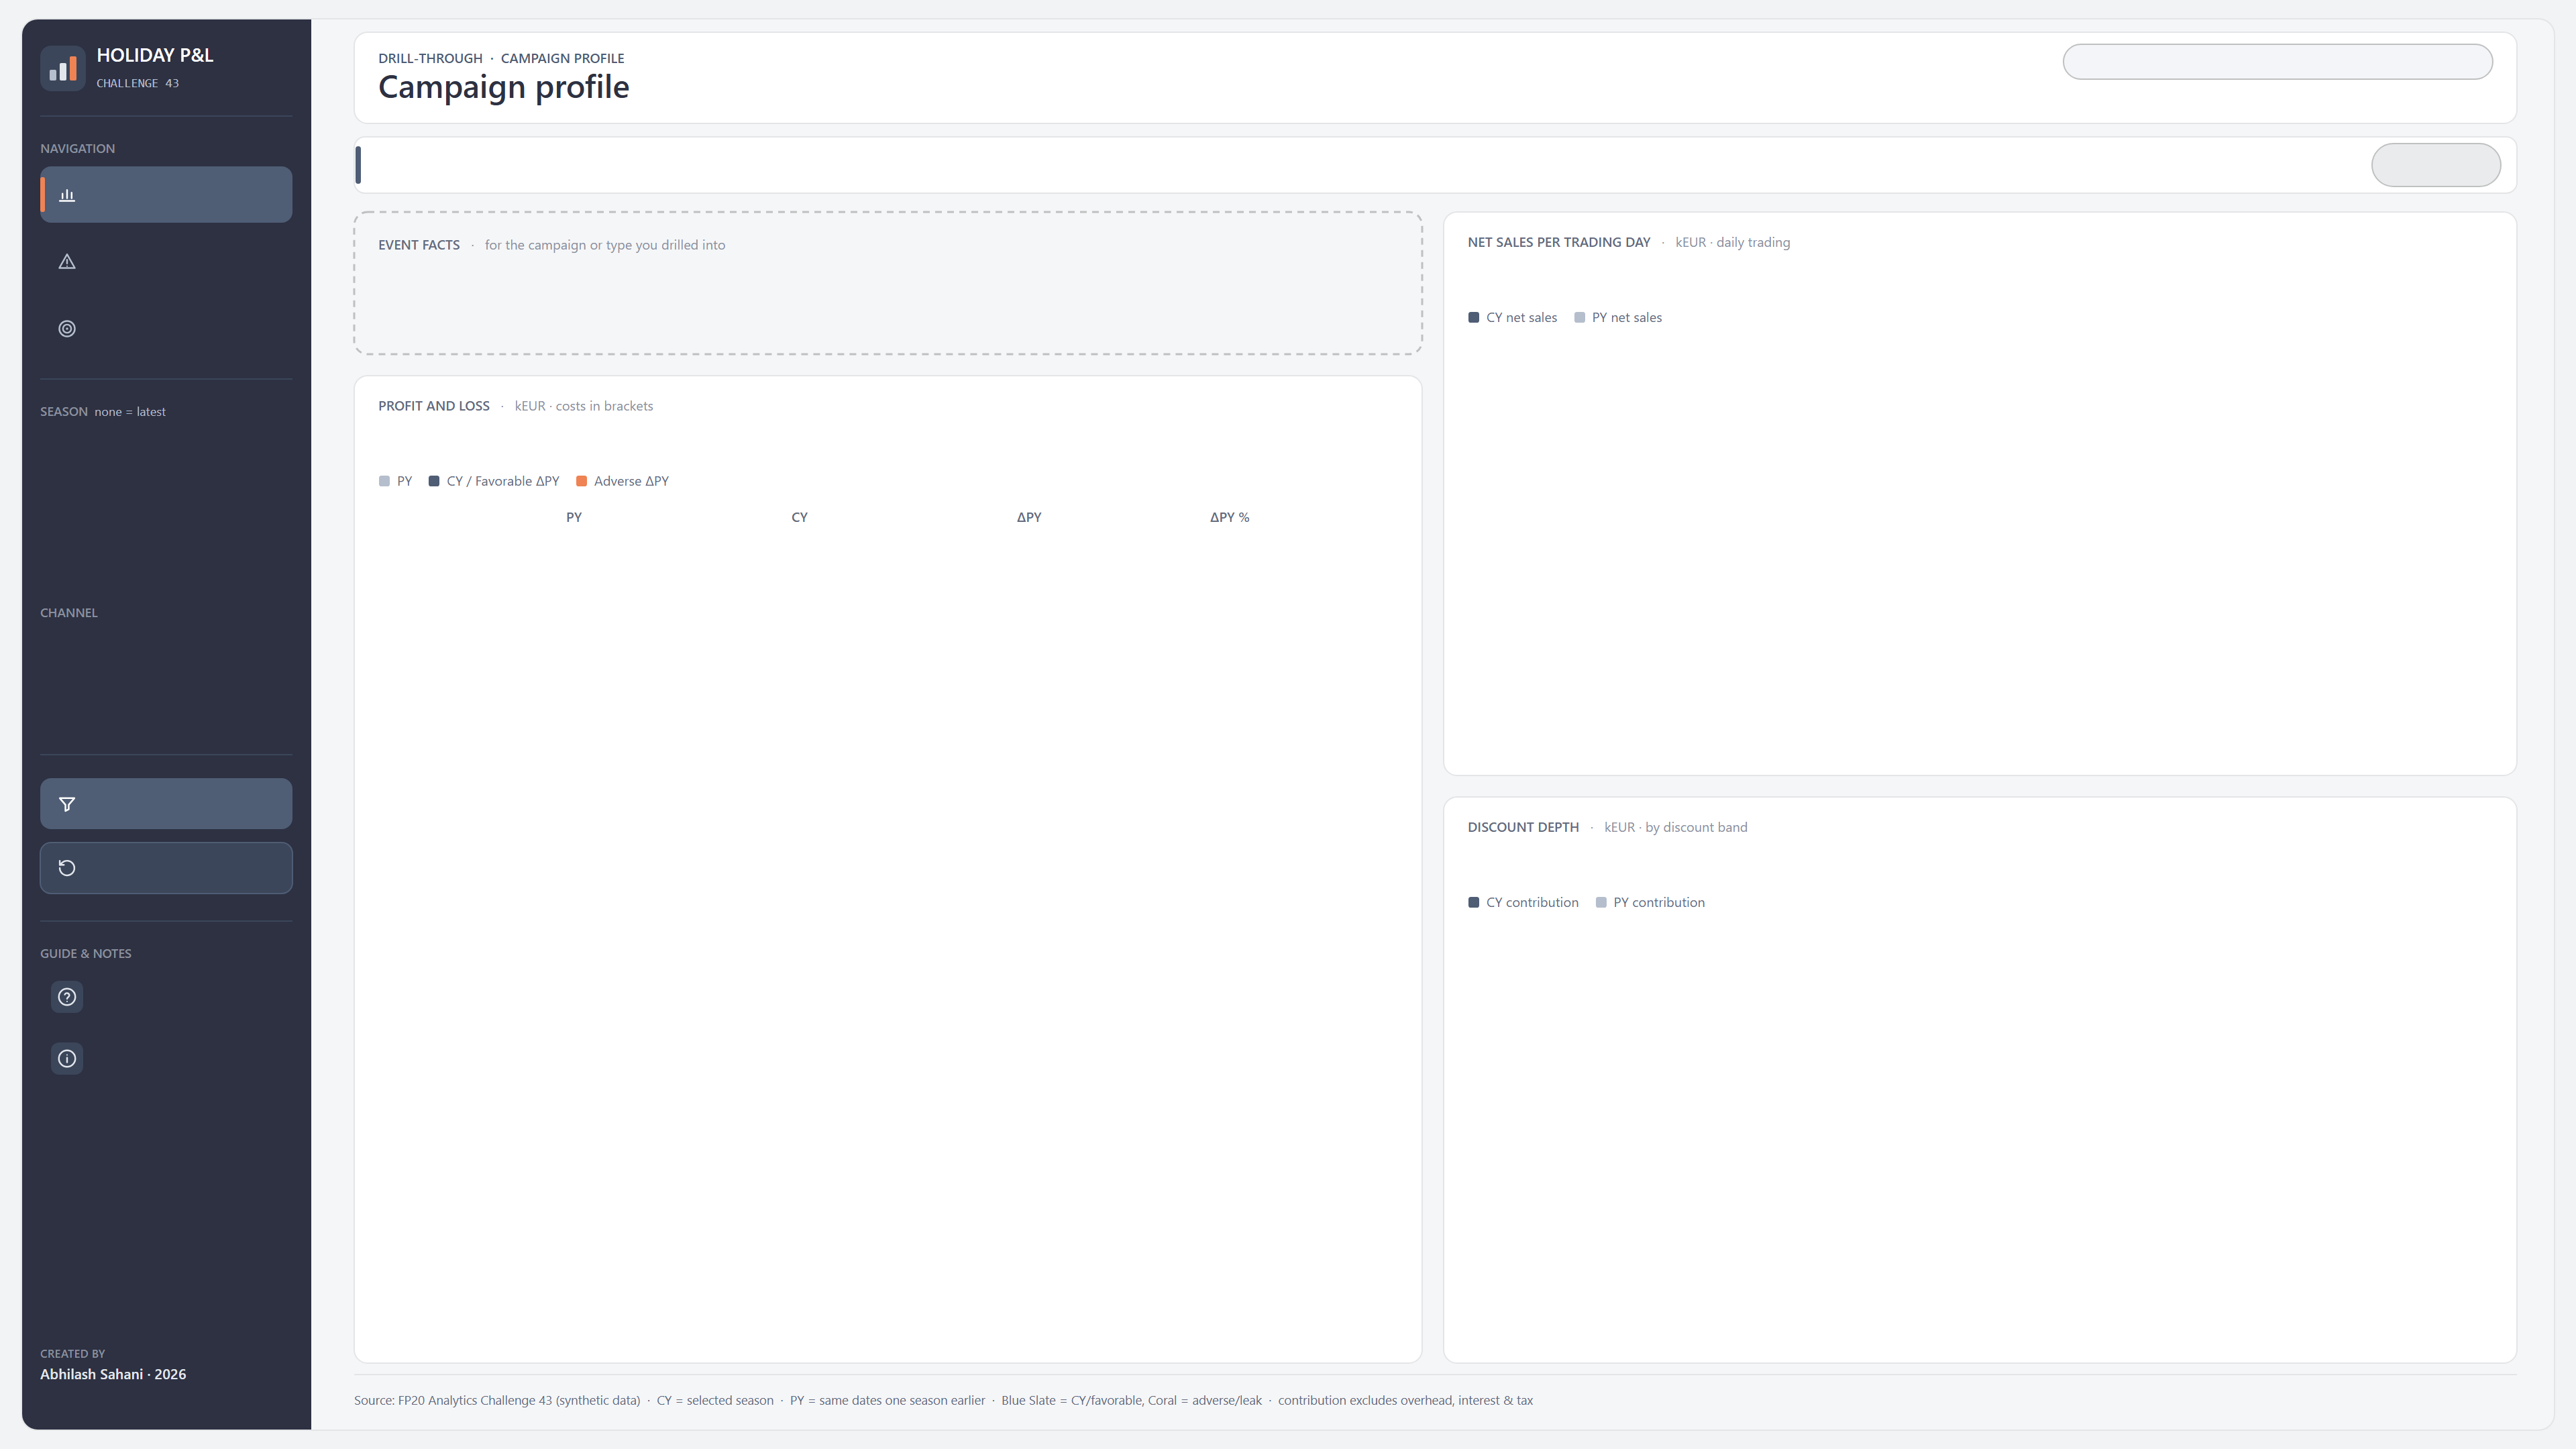 HOLIDAY P&L
CHALLENGE 43
NAVIGATION
SEASON none = latest
CHANNEL
GUIDE & NOTES
CREATED BY
Abhilash Sahani · 2026
DRILL-THROUGH · CAMPAIGN PROFILE
Campaign profile
EVENT FACTS · for the campaign or type you drilled into
PROFIT AND LOSS · kEUR · costs in brackets
PY CY / Favorable ΔPY Adverse ΔPY
PY CY ΔPY ΔPY %
NET SALES PER TRADING DAY · kEUR · daily trading
CY net sales PY net sales
DISCOUNT DEPTH · kEUR · by discount band
CY contribution PY contribution
Source: FP20 Analytics Challenge 43 (synthetic data) · CY = selected season · PY = same dates one season earlier · Blue Slate = CY/favorable, Coral = adverse/leak · contribution excludes overhead, interest & tax